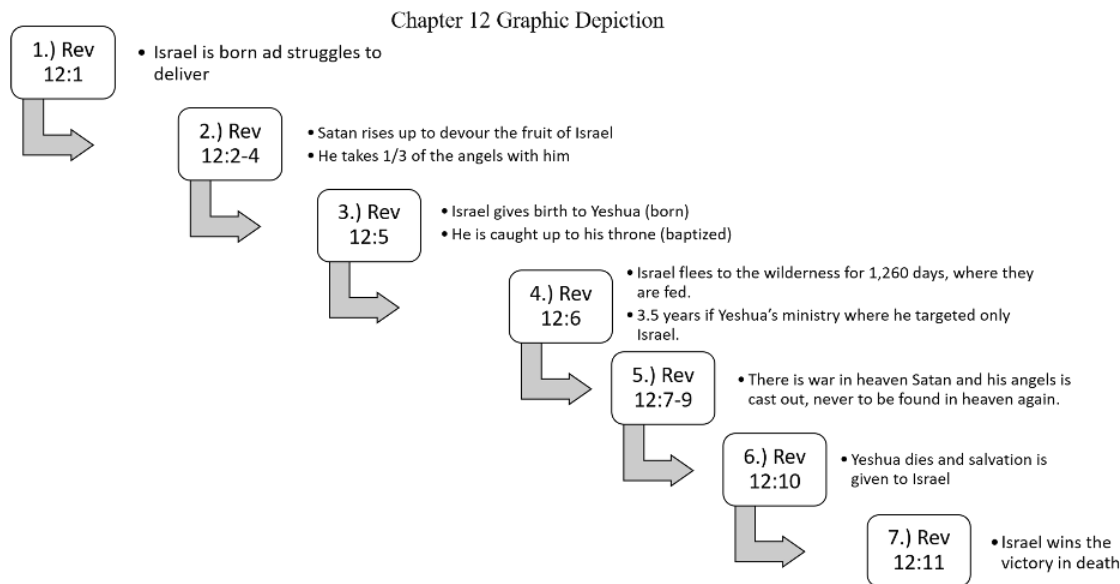 Chapter 12 Graphic Depiction
1.) Rev
12:1
• Israel is born ad struggles to
deliver
2.) Rev
12:2-4
• Satan rises up to devour the fruit of Israel
• He takes 1/3 of the angels with him
3.) Rev
12:5
• Israel gives birth to Yeshua (born)
• He is caught up to his throne (baptized)
4.) Rev
12:6
• Israel flees to the wilderness for 1,260 days, where they
are fed.
• 3.5 years if Yeshua's ministry where he targeted only
Israel.
5.) Rev
12:7-9
• There is war in heaven Satan and his angels is
cast out, never to be found in heaven again.
6.) Rev
12:10
• Yeshua dies and salvation is
given to Israel
7.) Rev
12:11
• Israel wins the
victory in death